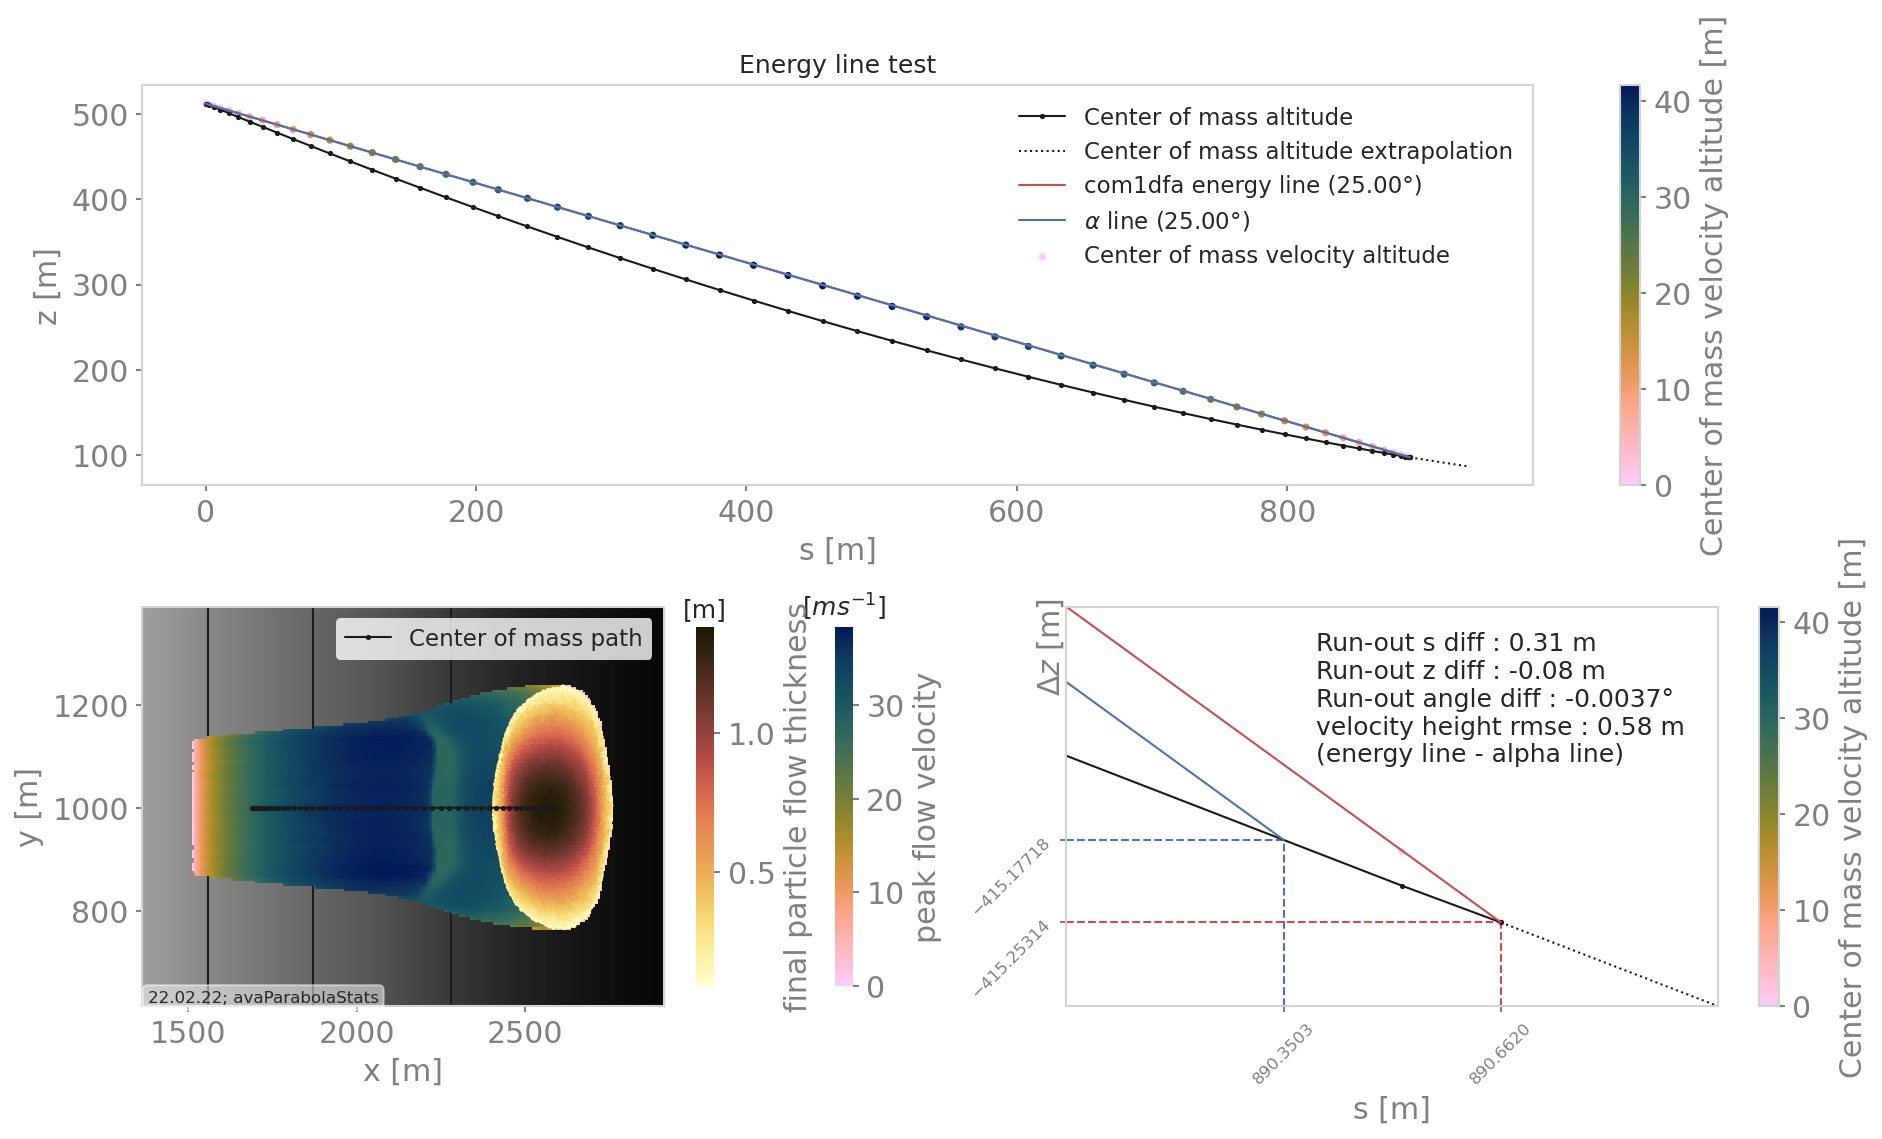 Energy line test
500
400
300
200
100
z [m]
0
200
400
600
800
s [m]
Center of mass altitude
Center of mass altitude extrapolation
com1dfa energy line (25.00°)
α line (25.00°)
Center of mass velocity altitude
40
30
20
10
0
Center of mass velocity altitude [m]
Center of mass path
1200
1000
800
y [m]
22.02.22; avaParabolaStats
1500
2000
2500
x [m]
[m]
1.0
0.5
final particle flow thickness
[ms⁻¹]
30
20
10
0
peak flow velocity
Δz [m]
Run-out s diff : 0.31 m
Run-out z diff : -0.08 m
Run-out angle diff : -0.0037°
velocity height rmse : 0.58 m
(energy line - alpha line)
−415.17718
−415.25314
890.3503
890.6620
s [m]
40
30
20
10
0
Center of mass velocity altitude [m]